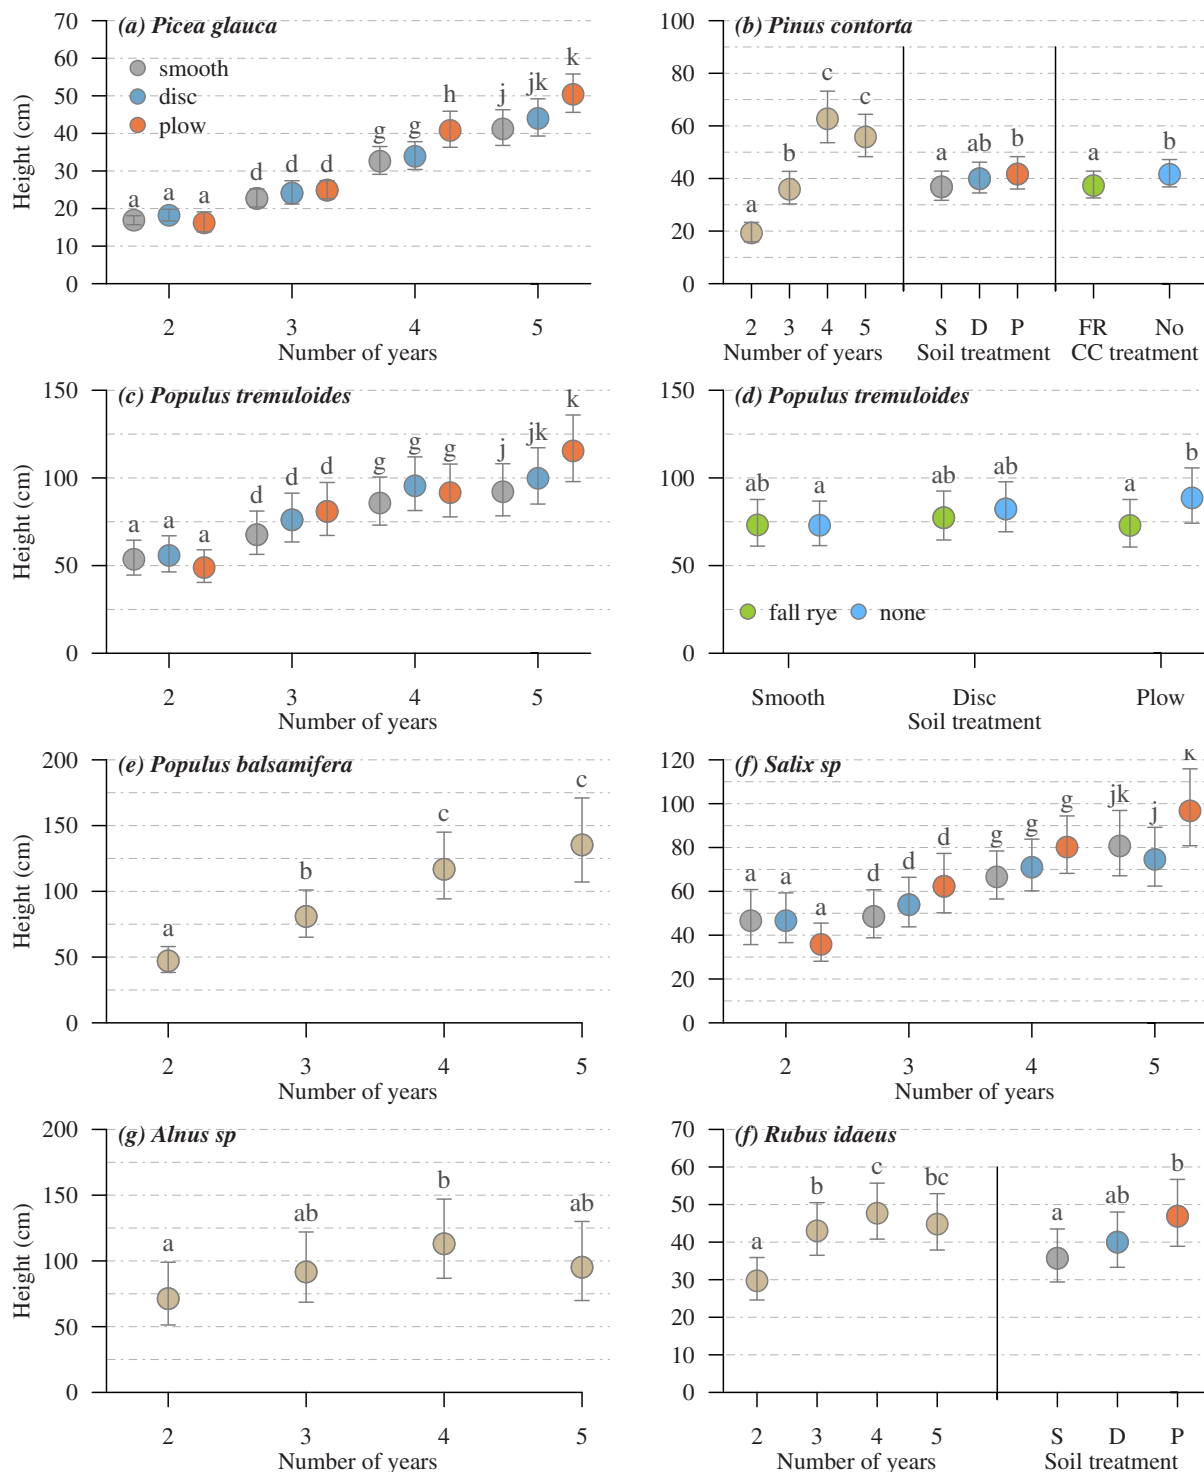 (a) Picea glauca
smooth
disc
plow
Height (cm)
70
60
50
40
30
20
10
0
a a a d d d g g h j jk k
2 3 4 5
Number of years
(b) Pinus contorta
100
80
60
40
20
0
a b c c a ab b a b
2 3 4 5 S D P FR No
Number of years Soil treatment CC treatment
(c) Populus tremuloides
Height (cm)
150
100
50
0
a a a d d d g g g j jk k
2 3 4 5
Number of years
(d) Populus tremuloides
150
100
50
0
ab a ab ab a b
fall rye none
Smooth Disc Plow
Soil treatment
(e) Populus balsamifera
Height (cm)
200
150
100
50
0
a b c c
2 3 4 5
Number of years
(f) Salix sp
120
100
80
60
40
20
0
a a a d d d g g g jk j k
2 3 4 5
Number of years
(g) Alnus sp
Height (cm)
200
150
100
50
0
a ab b ab
2 3 4 5
Number of years
(f) Rubus idaeus
70
60
50
40
30
20
10
0
a b c bc a ab b
2 3 4 5 S D P
Number of years Soil treatment